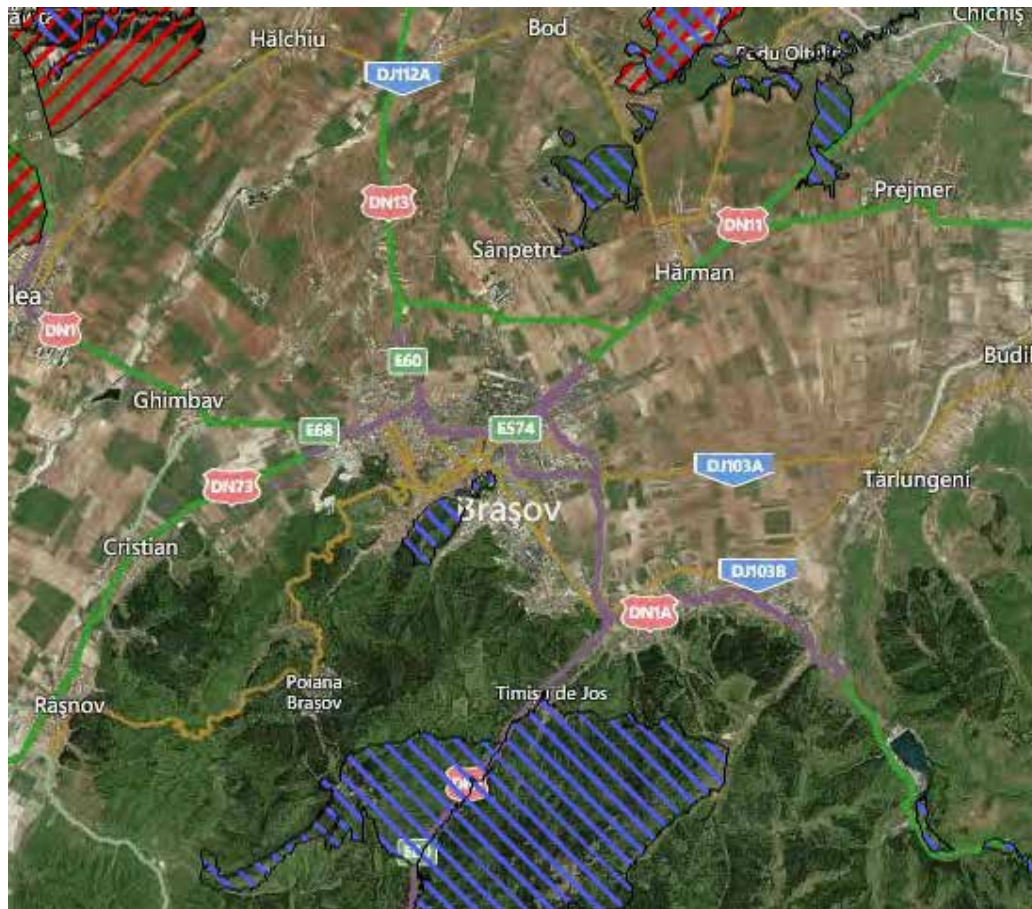 Chichiș
Hălchiu
Bod
Podu Oltului
DJ112A
DN13
Prejmer
DN11
Sânpetru
Hărman
lea
DN1
E60
Budil
Ghimbav
E68
E574
DJ103A
DN73
Tărlungeni
Brașov
Cristian
DJ103B
DN1A
Poiana
Brașov
Timișu de Jos
Râșnov